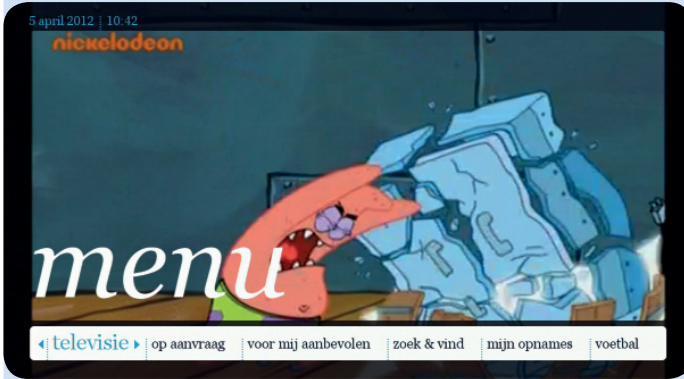 5 april 2012 10:42
nickelodeon
menu
televisie op aanvraag voor mij aanbevolen zoek & vind mijn opnames voetbal